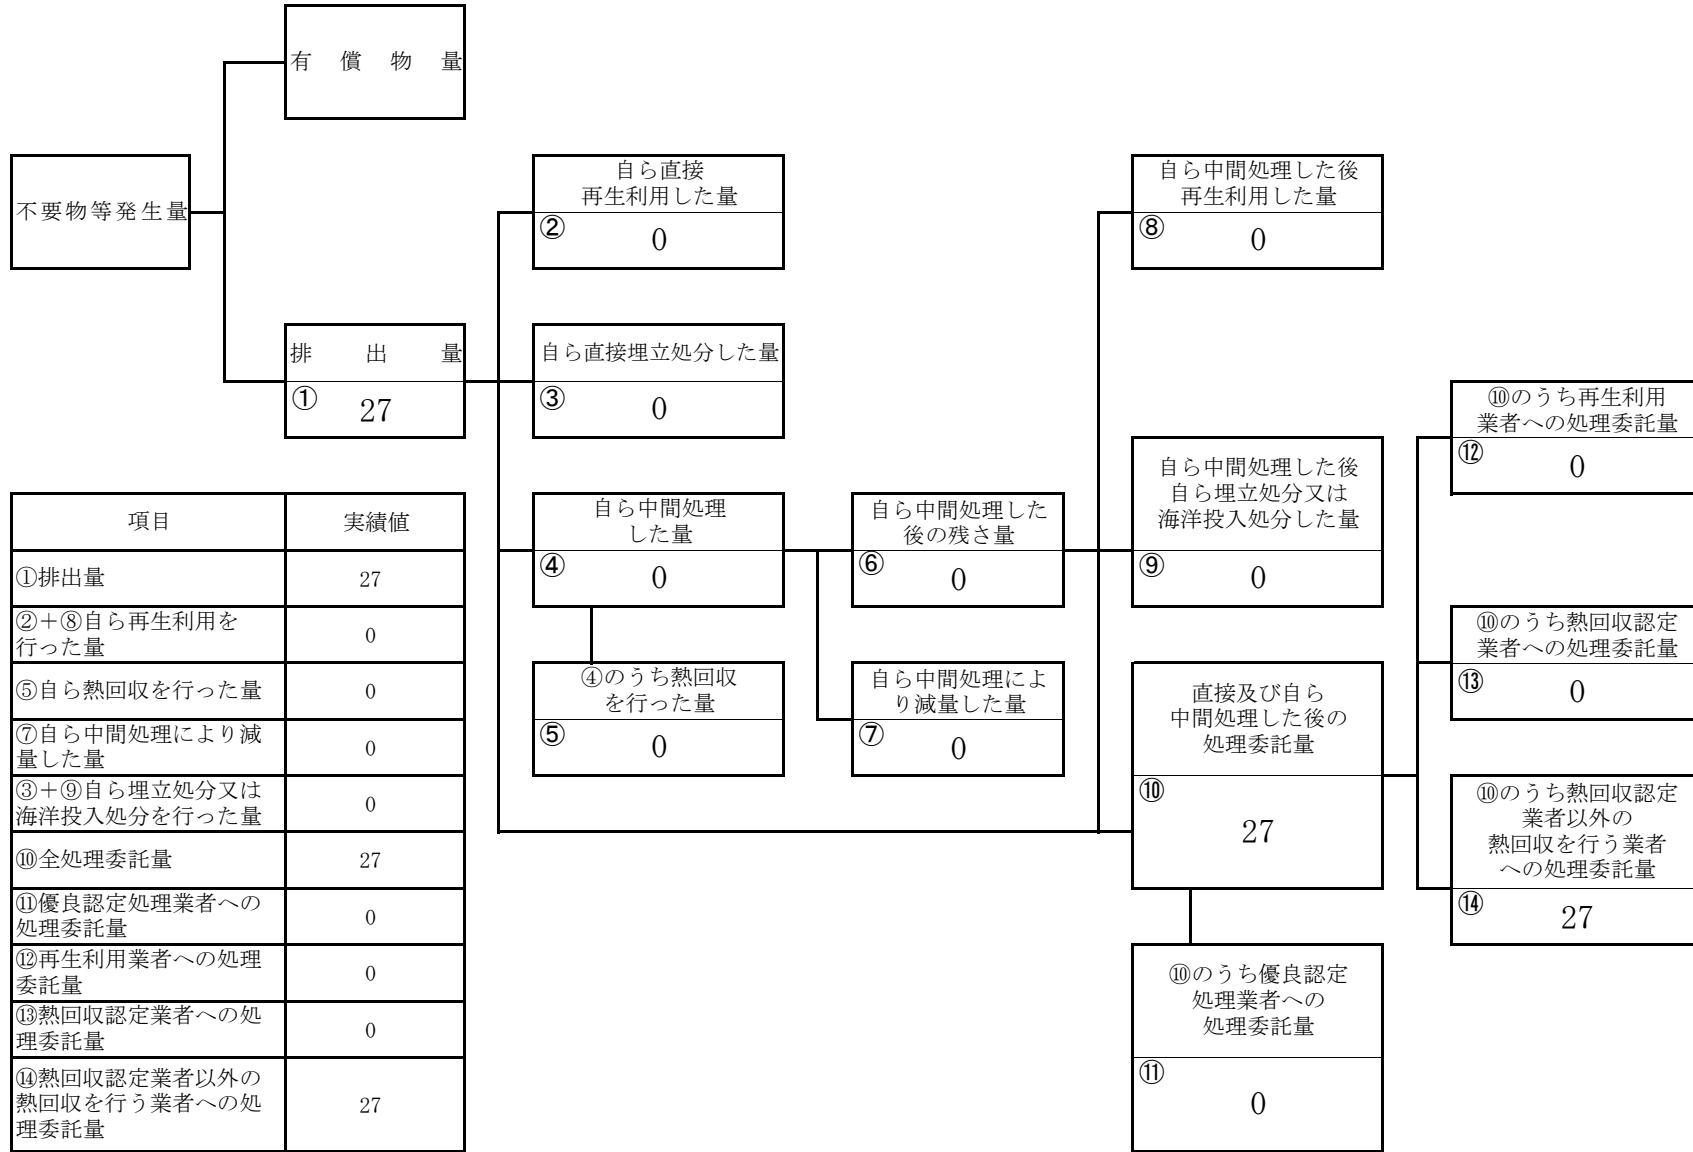 有償物量
不要物等発生量
排出量
①
27
自ら直接
再生利用した量
②
0
自ら直接埋立処分した量
③
0
自ら中間処理
した量
④
0
④のうち熱回収
を行った量
⑤
0
自ら中間処理した
後の残さ量
⑥
0
自ら中間処理によ
り減量した量
⑦
0
自ら中間処理した後
再生利用した量
⑧
0
自ら中間処理した後
自ら埋立処分又は
海洋投入処分した量
⑨
0
直接及び自ら
中間処理した後の
処理委託量
⑩
27
⑩のうち優良認定
処理業者への
処理委託量
⑪
0
⑩のうち再生利用
業者への処理委託量
⑫
0
⑩のうち熱回収認定
業者への処理委託量
⑬
0
⑩のうち熱回収認定
業者以外の
熱回収を行う業者
への処理委託量
⑭
27
項目 実績値
①排出量 27
②＋⑧自ら再生利用を
行った量 0
⑤自ら熱回収を行った量 0
⑦自ら中間処理により減
量した量 0
③＋⑨自ら埋立処分又は
海洋投入処分を行った量 0
⑩全処理委託量 27
⑪優良認定処理業者への
処理委託量 0
⑫再生利用業者への処理
委託量 0
⑬熱回収認定業者への処
理委託量 0
⑭熱回収認定業者以外の
熱回収を行う業者への処
理委託量 27